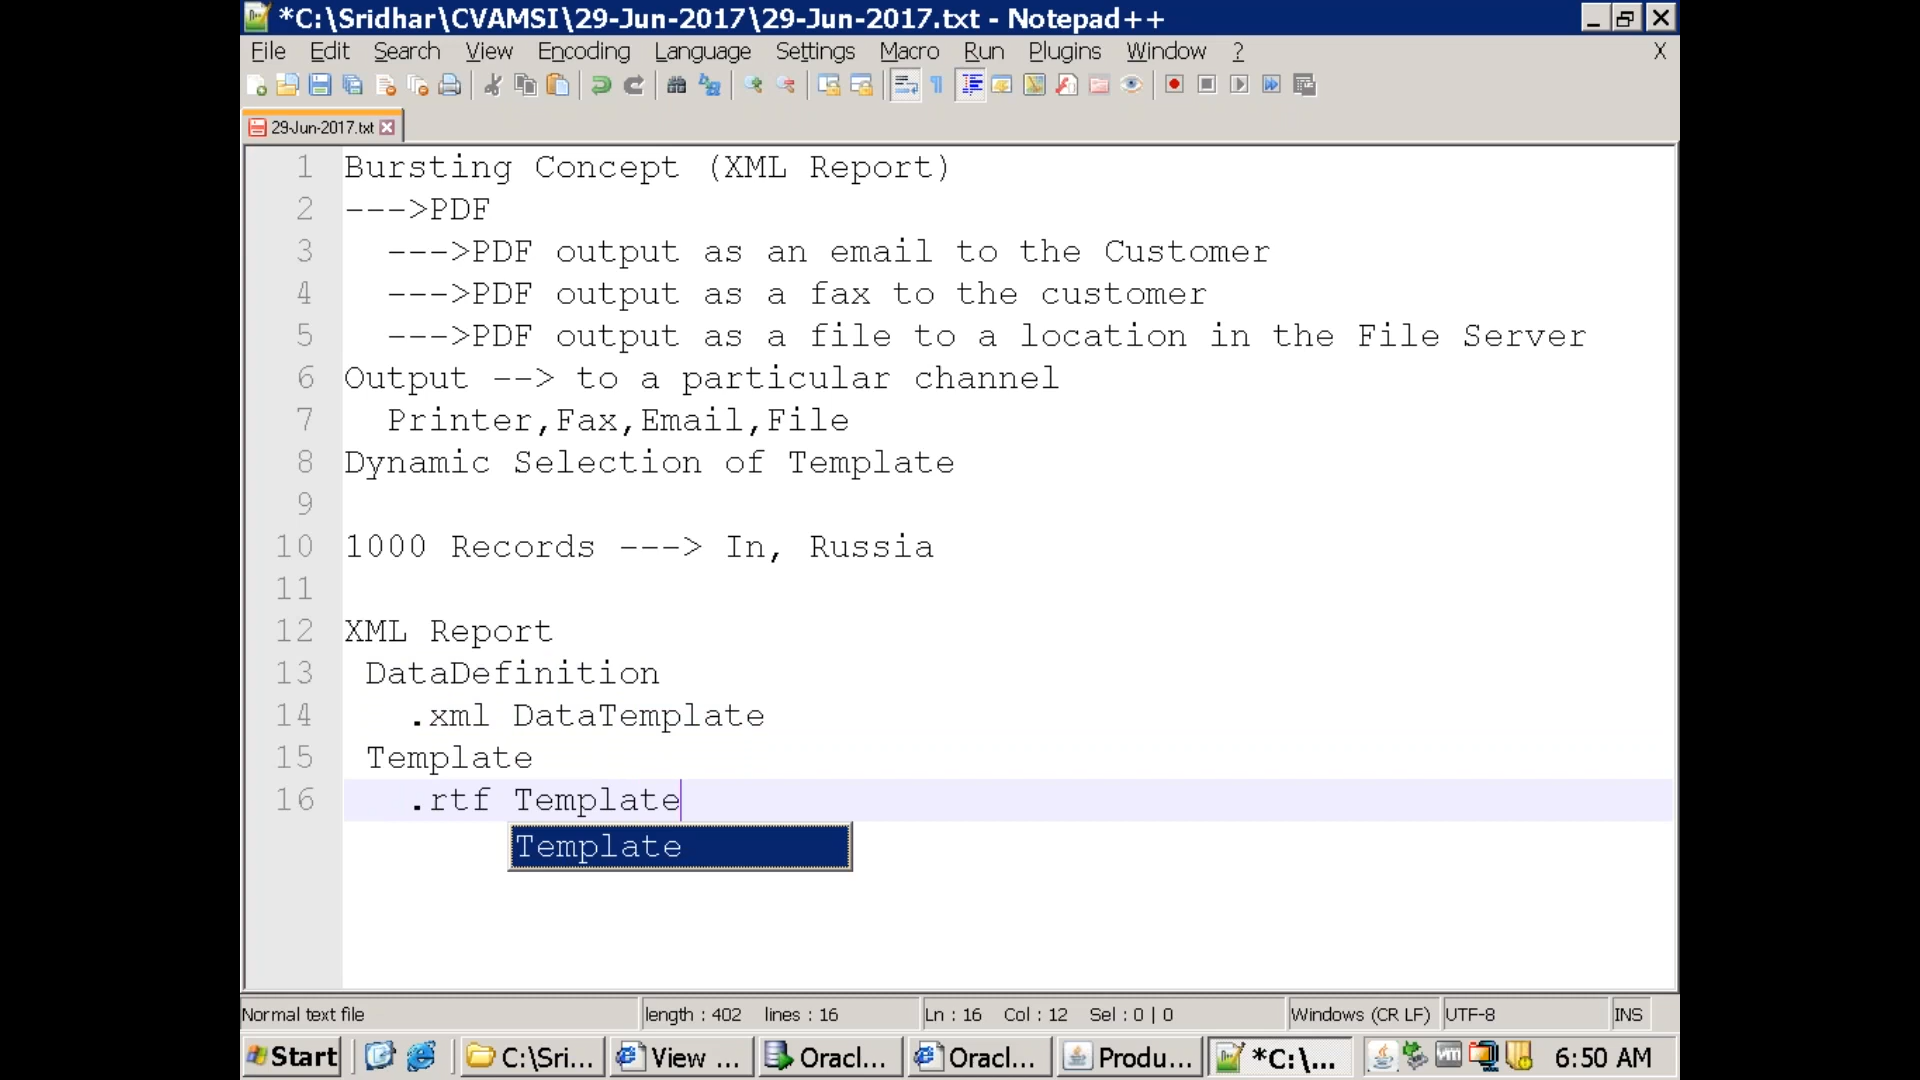 *C:\Sridhar\CVAMSI\29-Jun-2017\29-Jun-2017.txt - Notepad++
File Edit Search View Encoding Language Settings Macro Run Plugins Window ? X
29-Jun-2017.txt
1 Bursting Concept (XML Report)
2 --->PDF
3 --->PDF output as an email to the Customer
4 --->PDF output as a fax to the customer
5 --->PDF output as a file to a location in the File Server
6 Output --> to a particular channel
7 Printer,Fax,Email,File
8 Dynamic Selection of Template
9
10 1000 Records ---> In, Russia
11
12 XML Report
13 DataDefinition
14 .xml DataTemplate
15 Template
16 .rtf Template
Template
Normal text file length : 402 lines : 16 Ln : 16 Col : 12 Sel : 0 | 0 Windows (CR LF) UTF-8 INS
Start C:\Sri... View ... Oracl... Oracl... Produ... *C:\... 6:50 AM